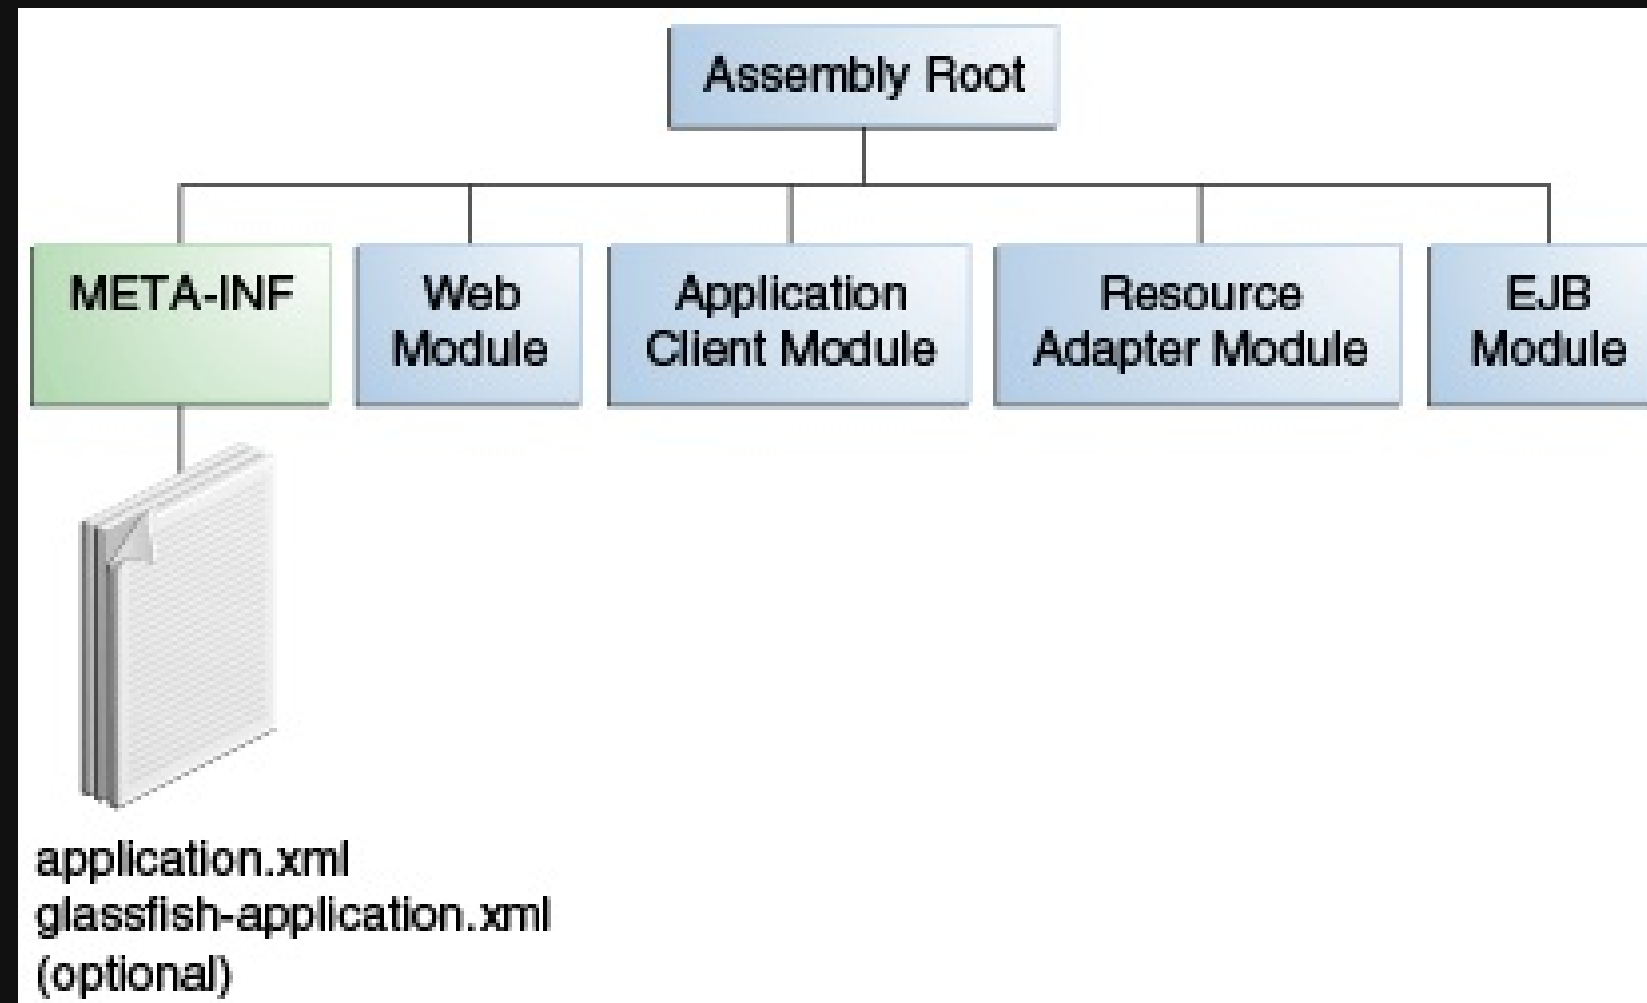 Assembly Root
META-INF
Web
Module
Application
Client Module
Resource
Adapter Module
EJB
Module
application.xml
glassfish-application.xml
(optional)